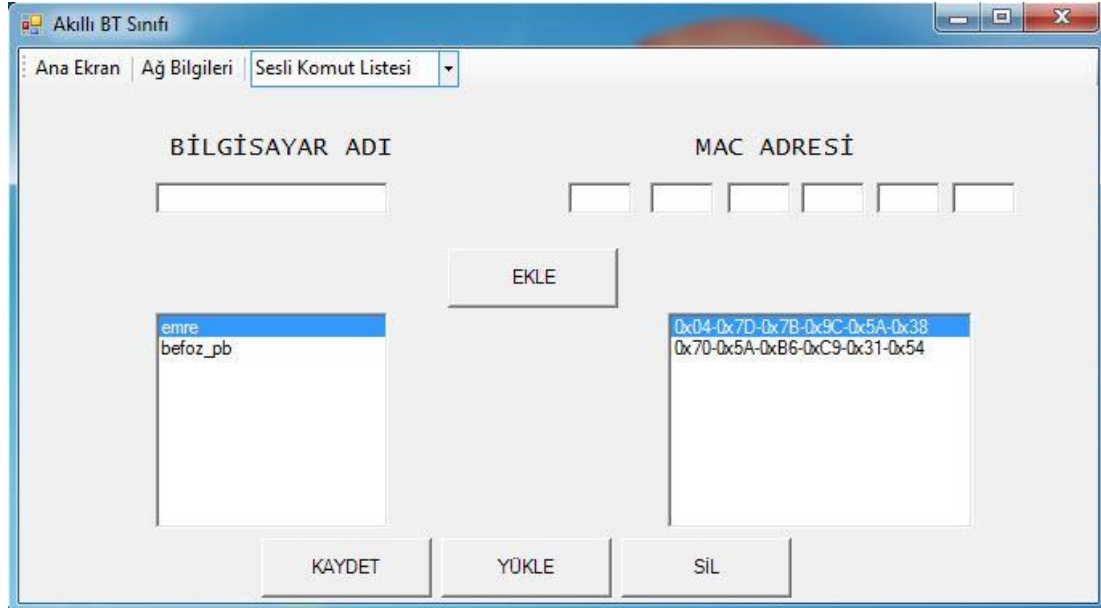 Akıllı BT Sınıfı
Ana Ekran Ağ Bilgileri Sesli Komut Listesi
BİLGİSAYAR ADI MAC ADRESİ
EKLE
emre 0x04-0x7D-0x7B-0x9C-0x5A-0x38
befoz_pb 0x70-0x5A-0xB6-0xC9-0x31-0x54
KAYDET YÜKLE SİL